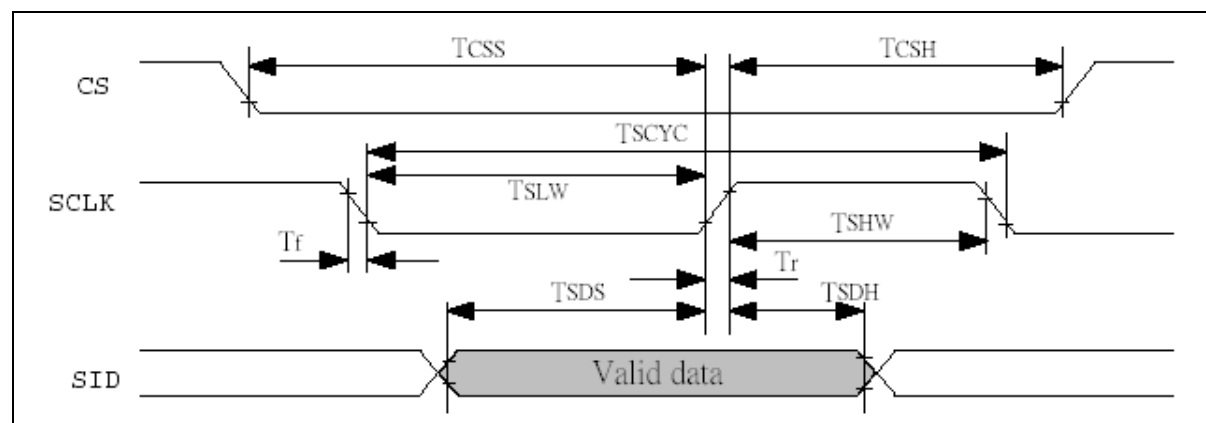 TCSS
TCSH
CS
TSCYC
TSLW
SCLK
TSHW
Tf
Tr
TSDS
TSDH
SID
Valid data